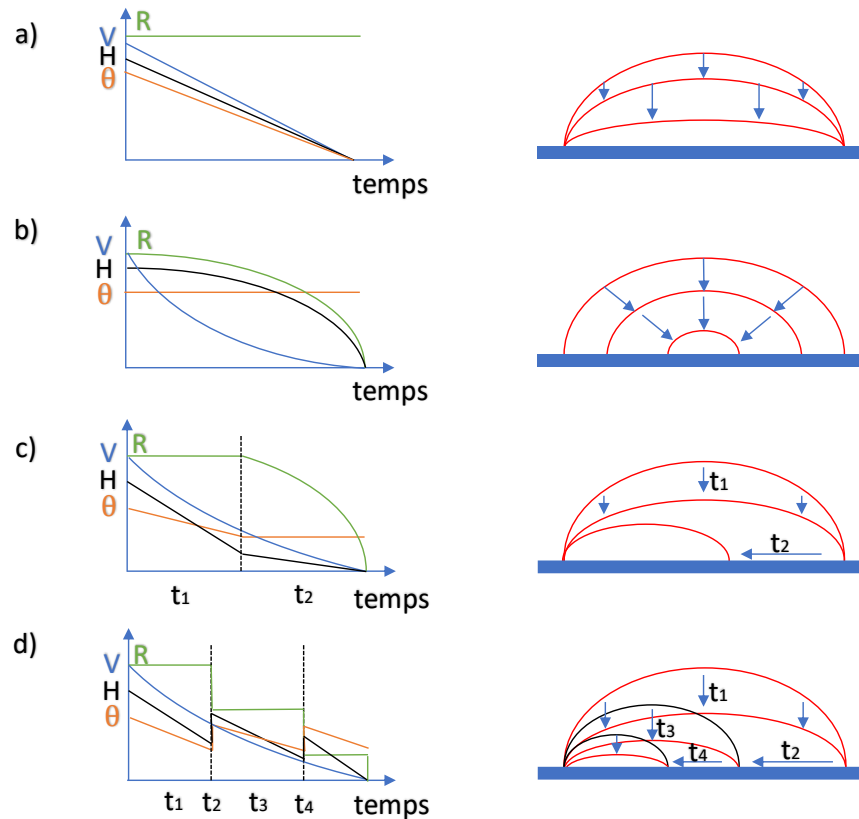 a)
R
V
H
θ
temps
b)
V R
H
θ
temps
c)
V R
H
θ
t1 t2 temps
t1
t2
d)
V R
H
θ
t1 t2 t3 t4 temps
t1
t3
t4 t2